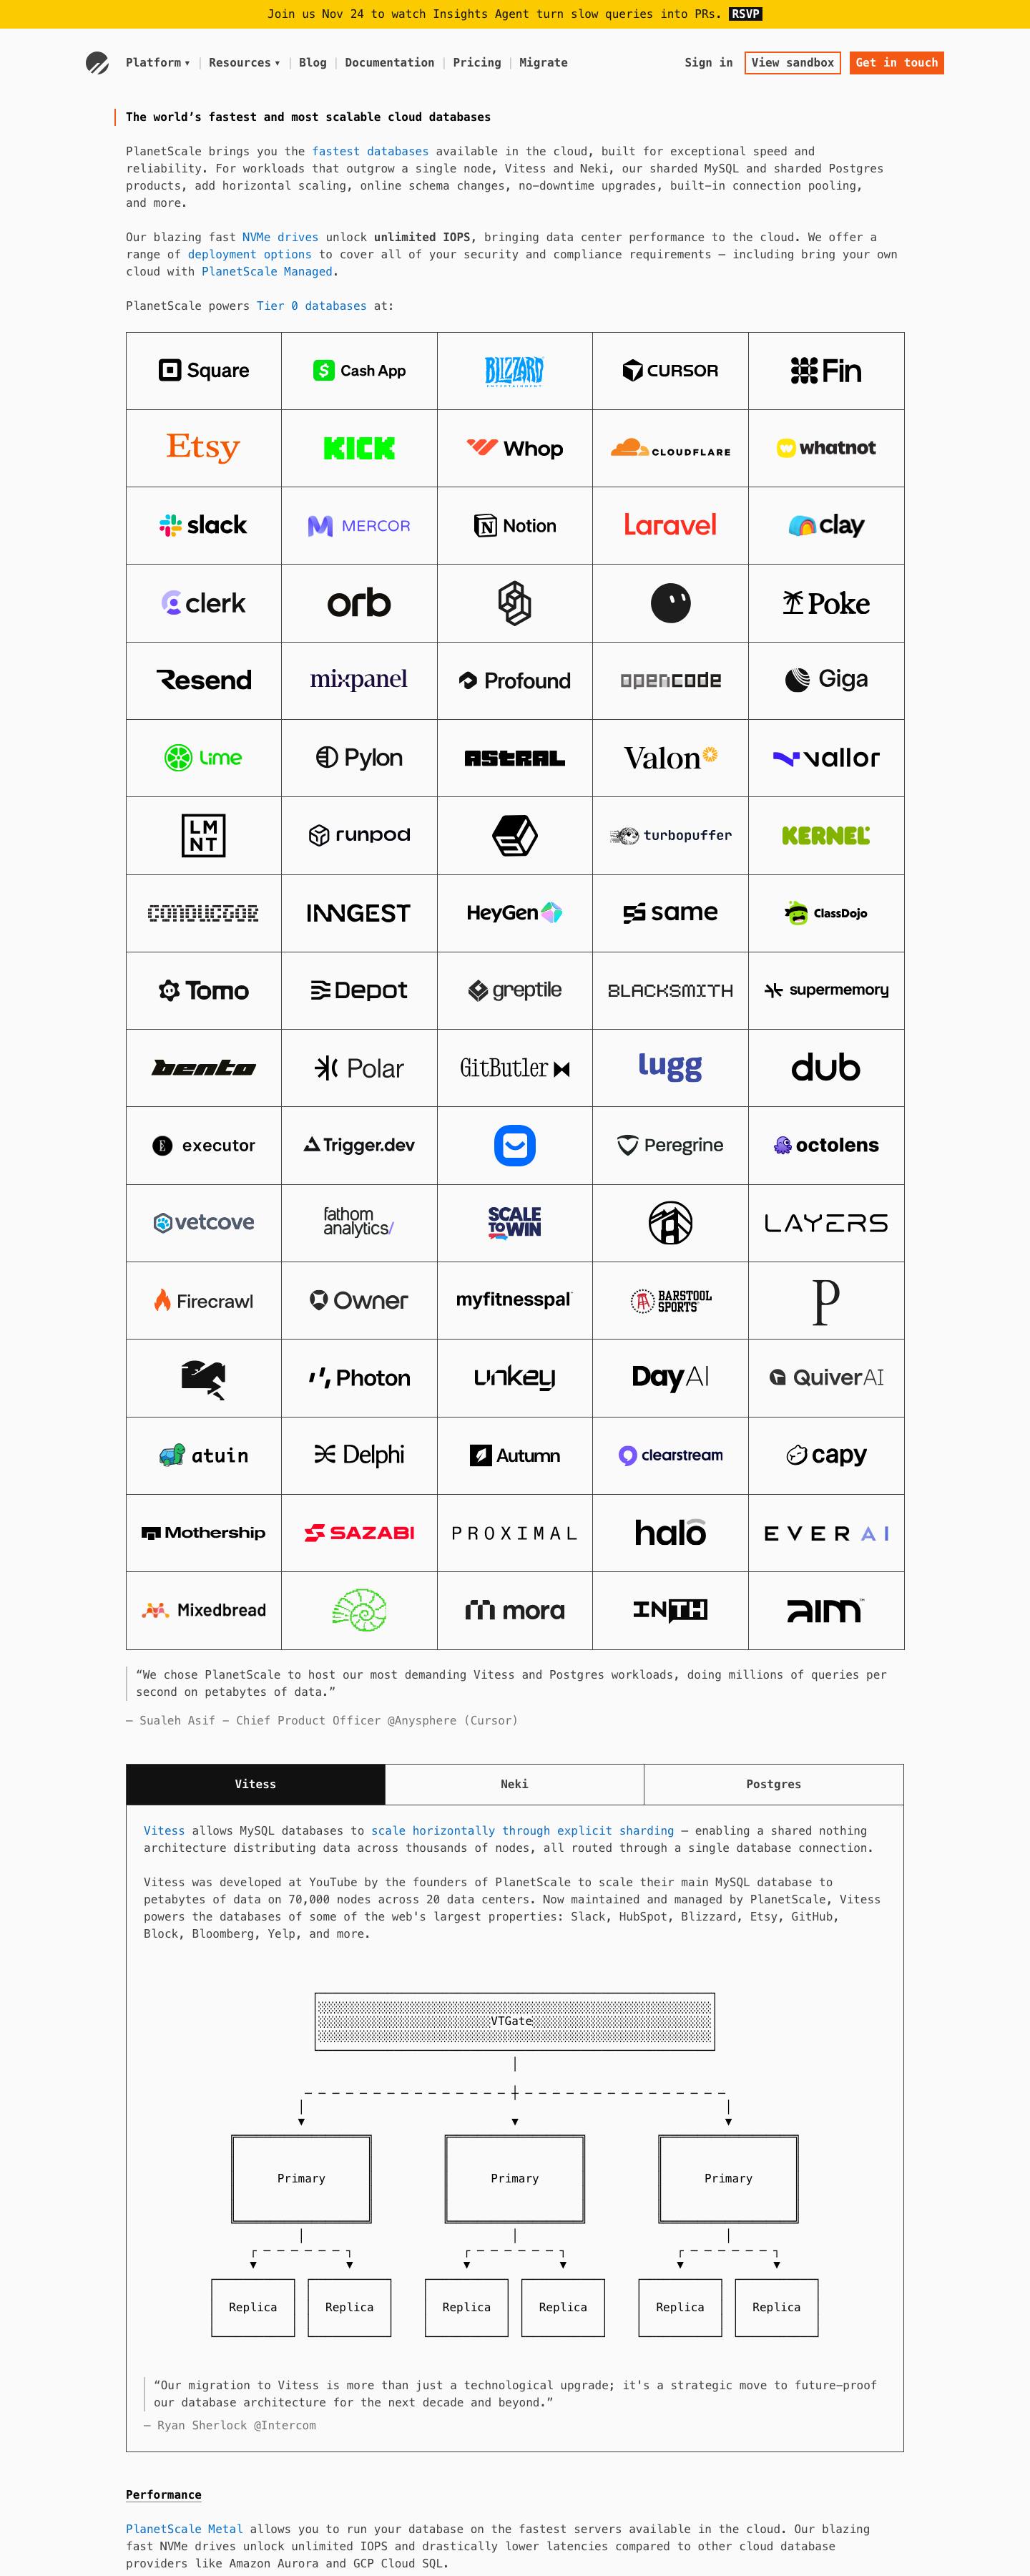 Join us Nov 24 to watch Insights Agent turn slow queries into PRs. RSVP
Platform ▾ | Resources ▾ | Blog | Documentation | Pricing | Migrate
Sign in View sandbox Get in touch
The world’s fastest and most scalable cloud databases
PlanetScale brings you the fastest databases available in the cloud, built for exceptional speed and
reliability. For workloads that outgrow a single node, Vitess and Neki, our sharded MySQL and sharded Postgres
products, add horizontal scaling, online schema changes, no-downtime upgrades, built-in connection pooling,
and more.
Our blazing fast NVMe drives unlock unlimited IOPS, bringing data center performance to the cloud. We offer a
range of deployment options to cover all of your security and compliance requirements — including bring your own
cloud with PlanetScale Managed.
PlanetScale powers Tier 0 databases at:
Square Cash App BLIZZARD ENTERTAINMENT CURSOR Fin
Etsy KICK Whop CLOUDFLARE whatnot
slack MERCOR Notion Laravel clay
clerk orb Poke
Resend mixpanel Profound opencode Giga
Lime Pylon ASTRAL Valon vallor
LMNT runpod turbopuffer KERNEL
CONDUCTOR INNGEST HeyGen same ClassDojo
Tomo Depot greptile BLACKSMITH supermemory
bento Polar GitButler lugg dub
E executor Trigger.dev Peregrine octolens
vetcove fathom analytics/ SCALE TO WIN LAYERS
Firecrawl Owner myfitnesspal BARSTOOL SPORTS P
Photon unkey Day AI QuiverAI
atuin Delphi Autumn clearstream capy
Mothership SAZABI PROXIMAL halo EVER AI
Mixedbread mora INTH aim™
“We chose PlanetScale to host our most demanding Vitess and Postgres workloads, doing millions of queries per
second on petabytes of data.”
— Sualeh Asif – Chief Product Officer @Anysphere (Cursor)
Vitess Neki Postgres
Vitess allows MySQL databases to scale horizontally through explicit sharding — enabling a shared nothing
architecture distributing data across thousands of nodes, all routed through a single database connection.
Vitess was developed at YouTube by the founders of PlanetScale to scale their main MySQL database to
petabytes of data on 70,000 nodes across 20 data centers. Now maintained and managed by PlanetScale, Vitess
powers the databases of some of the web's largest properties: Slack, HubSpot, Blizzard, Etsy, GitHub,
Block, Bloomberg, Yelp, and more.
VTGate
Primary Primary Primary
Replica Replica Replica Replica Replica Replica
“Our migration to Vitess is more than just a technological upgrade; it's a strategic move to future-proof
our database architecture for the next decade and beyond.”
— Ryan Sherlock @Intercom
Performance
PlanetScale Metal allows you to run your database on the fastest servers available in the cloud. Our blazing
fast NVMe drives unlock unlimited IOPS and drastically lower latencies compared to other cloud database
providers like Amazon Aurora and GCP Cloud SQL.